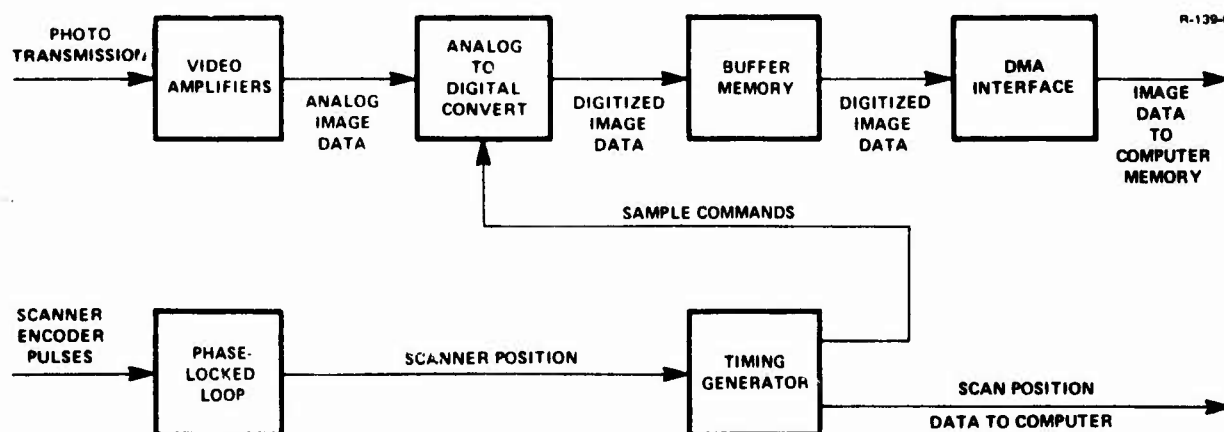 R-139-
PHOTO
TRANSMISSION
VIDEO
AMPLIFIERS
ANALOG
IMAGE
DATA
ANALOG
TO
DIGITAL
CONVERT
DIGITIZED
IMAGE
DATA
BUFFER
MEMORY
DIGITIZED
IMAGE
DATA
DMA
INTERFACE
IMAGE
DATA
TO
COMPUTER
MEMORY
SAMPLE COMMANDS
SCANNER
ENCODER
PULSES
PHASE-
LOCKED
LOOP
SCANNER POSITION
TIMING
GENERATOR
SCAN POSITION
DATA TO COMPUTER